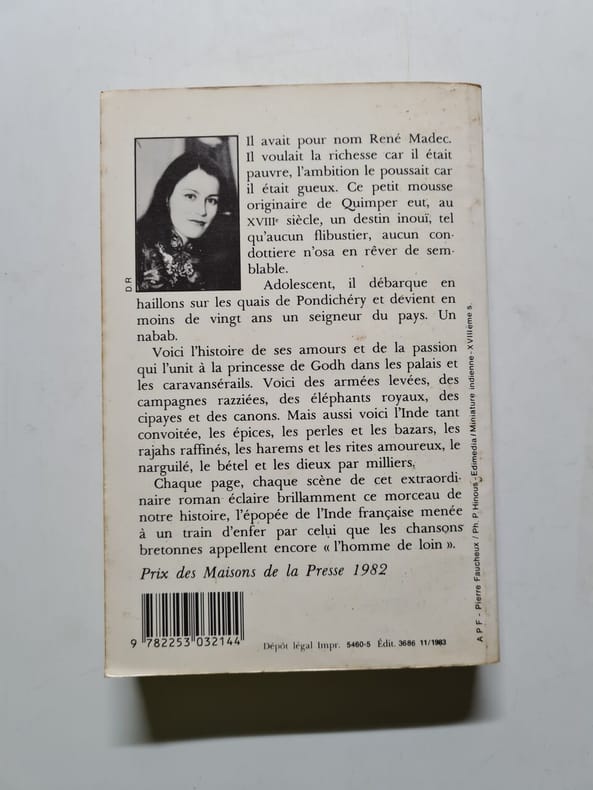 Il avait pour nom René Madec.
Il voulait la richesse car il était
pauvre, l'ambition le poussait car
il était gueux. Ce petit mousse
originaire de Quimper eut, au
XVIIIe siècle, un destin inouï, tel
qu'aucun flibustier, aucun con-
dottiere n'osa en rêver de sem-
blable.
D.R
Adolescent, il débarque en
haillons sur les quais de Pondichéry et devient en
moins de vingt ans un seigneur du pays. Un
nabab.
Voici l'histoire de ses amours et de la passion
qui l'unit à la princesse de Godh dans les palais et
les caravansérails. Voici des armées levées, des
campagnes razziées, des éléphants royaux, des
cipayes et des canons. Mais aussi voici l'Inde tant
convoitée, les épices, les perles et les bazars, les
rajahs raffinés, les harems et les rites amoureux, le
narguilé, le bétel et les dieux par milliers.
Chaque page, chaque scène de cet extraordi-
naire roman éclaire brillamment ce morceau de
notre histoire, l'épopée de l'Inde française menée
à un train d'enfer par celui que les chansons
bretonnes appellent encore « l'homme de loin ».
Prix des Maisons de la Presse 1982
A P F - Pierre Faucheux / Ph. P. Hinous - Edimedia / Miniature indienne - XVIIIème s.
9 782253 032144
Dépôt légal Impr. 5460-5 Édit. 3686 11/1983